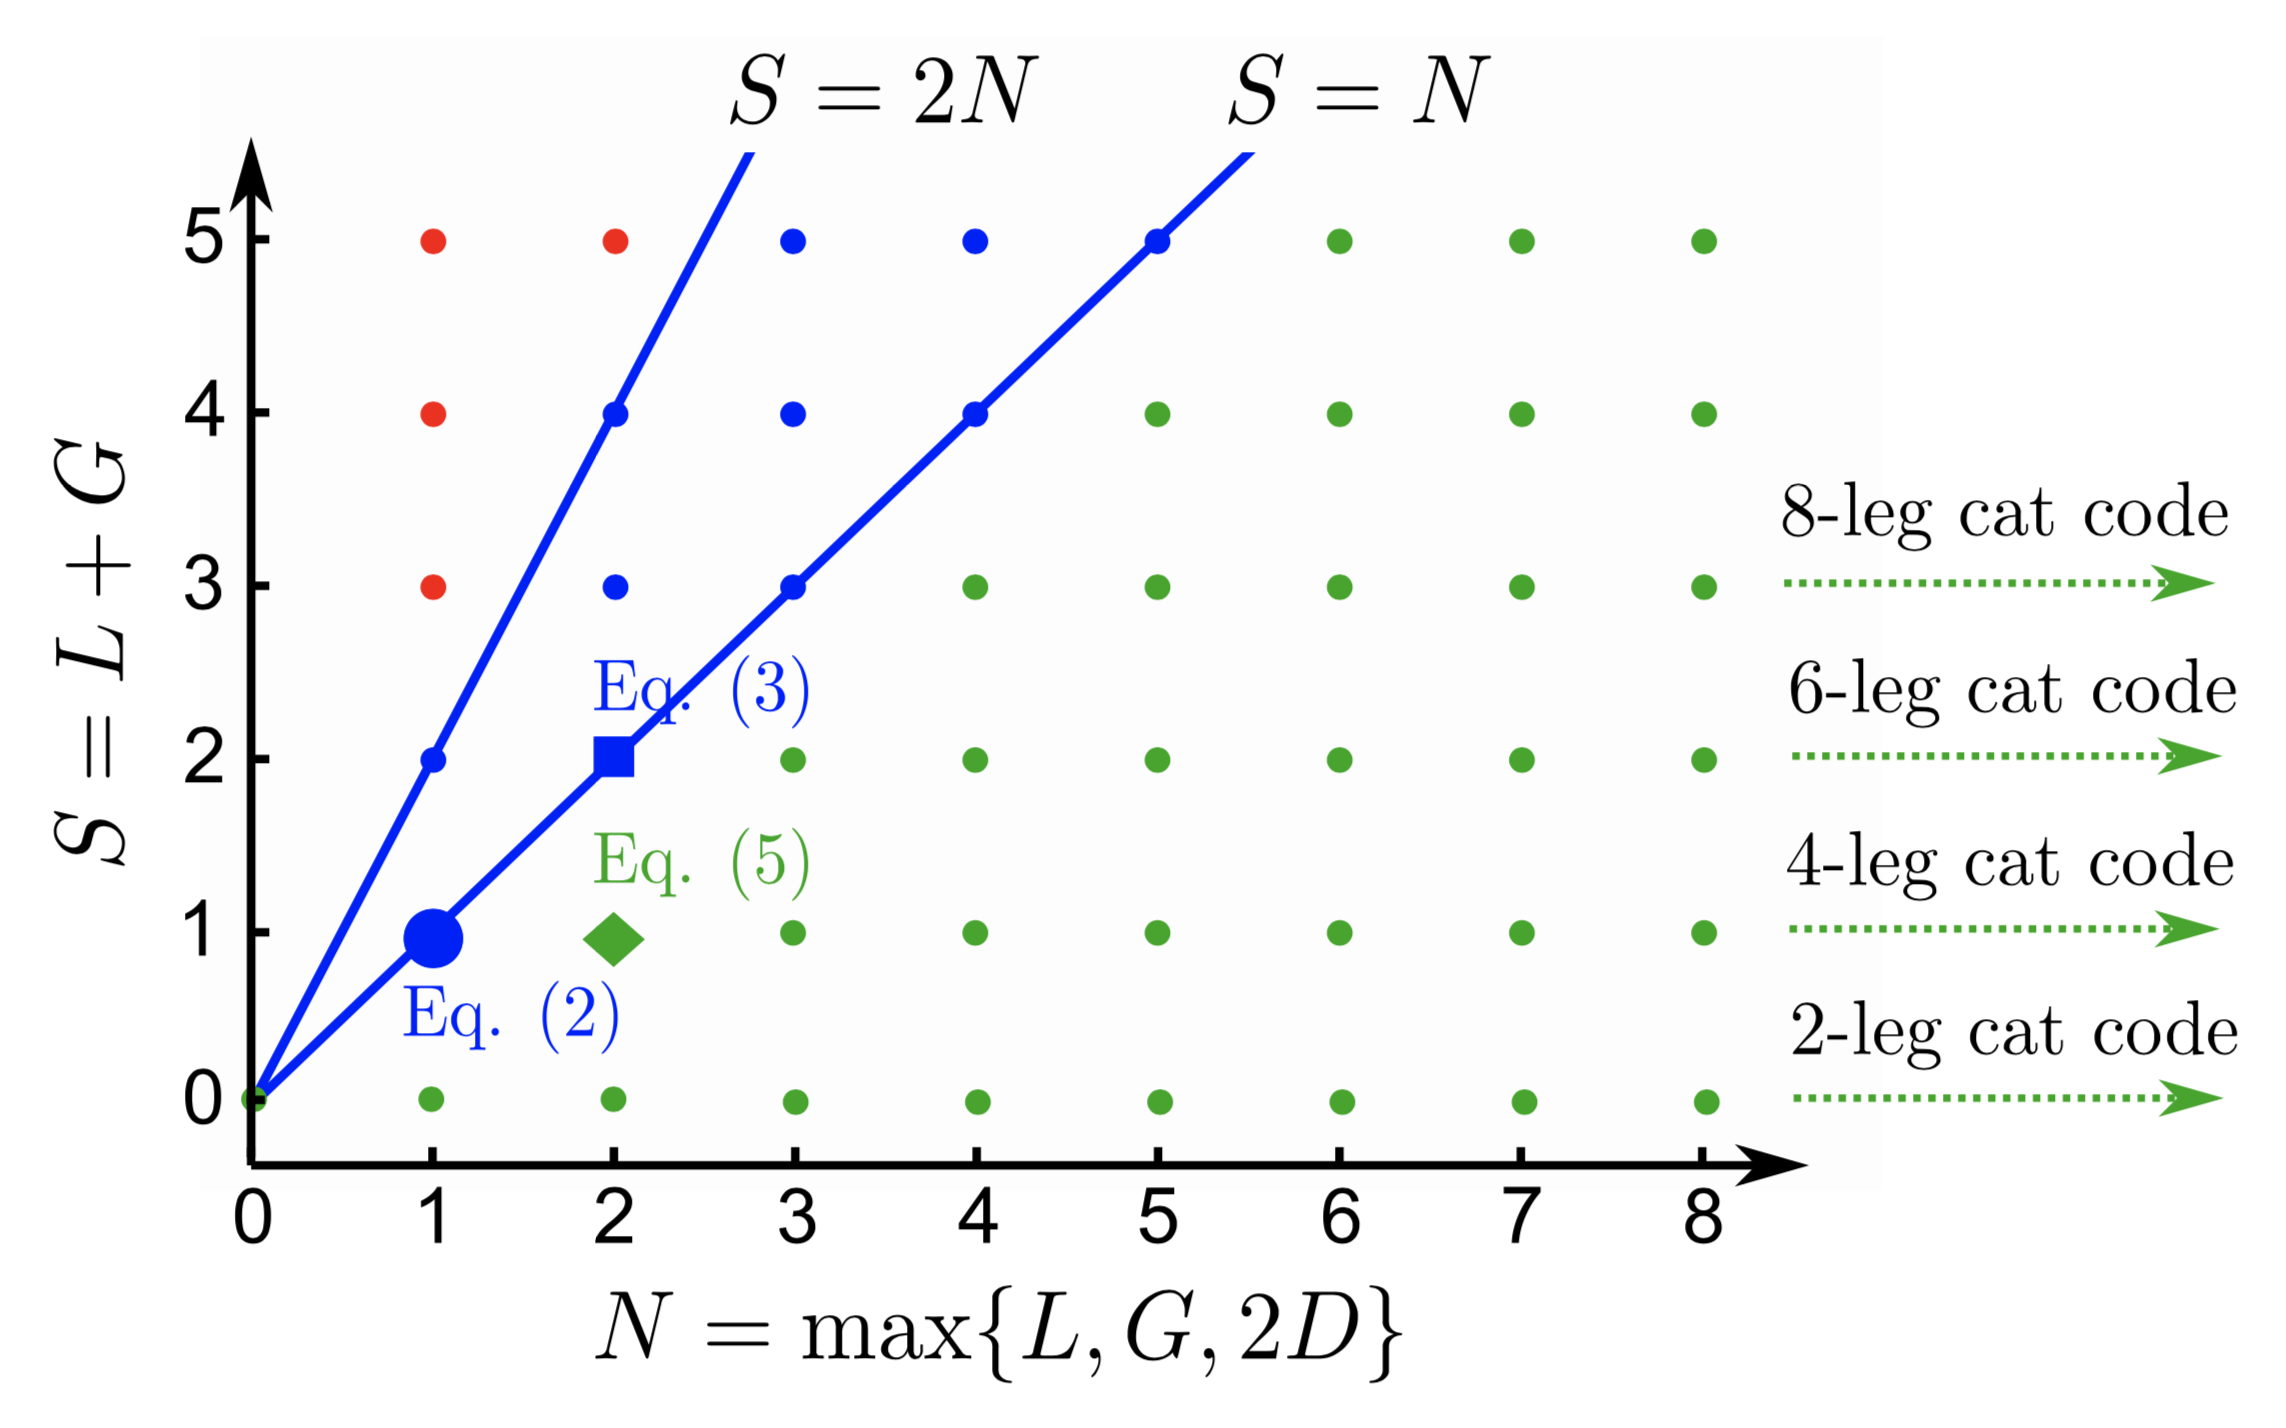 S = 2N
S = N
5
4
3
2
1
0
S = L + G
Eq. (3)
Eq. (5)
Eq. (2)
8-leg cat code
6-leg cat code
4-leg cat code
2-leg cat code
0 1 2 3 4 5 6 7 8
N = max{L, G, 2D}